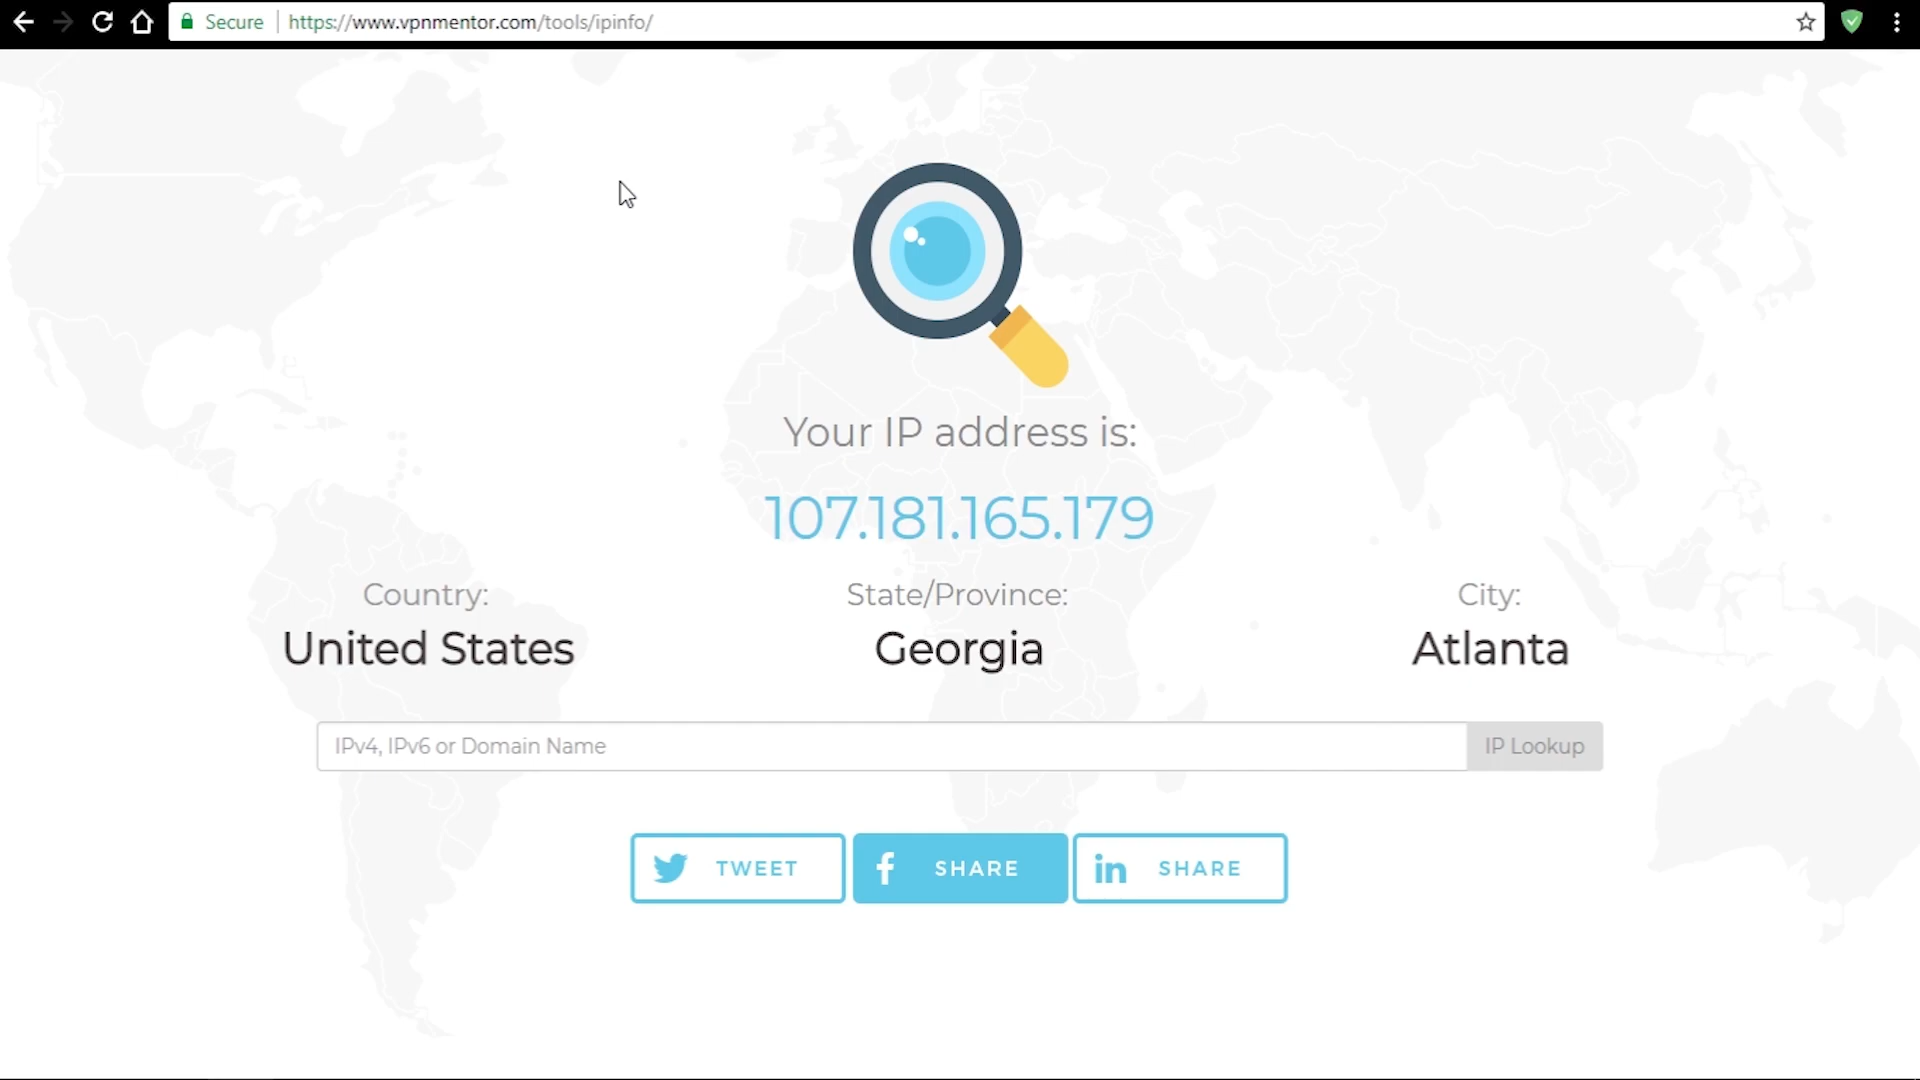 Secure https://www.vpnmentor.com/tools/ipinfo/
Your IP address is:
107.181.165.179
Country: State/Province: City:
United States Georgia Atlanta
IPv4, IPv6 or Domain Name IP Lookup
TWEET SHARE SHARE